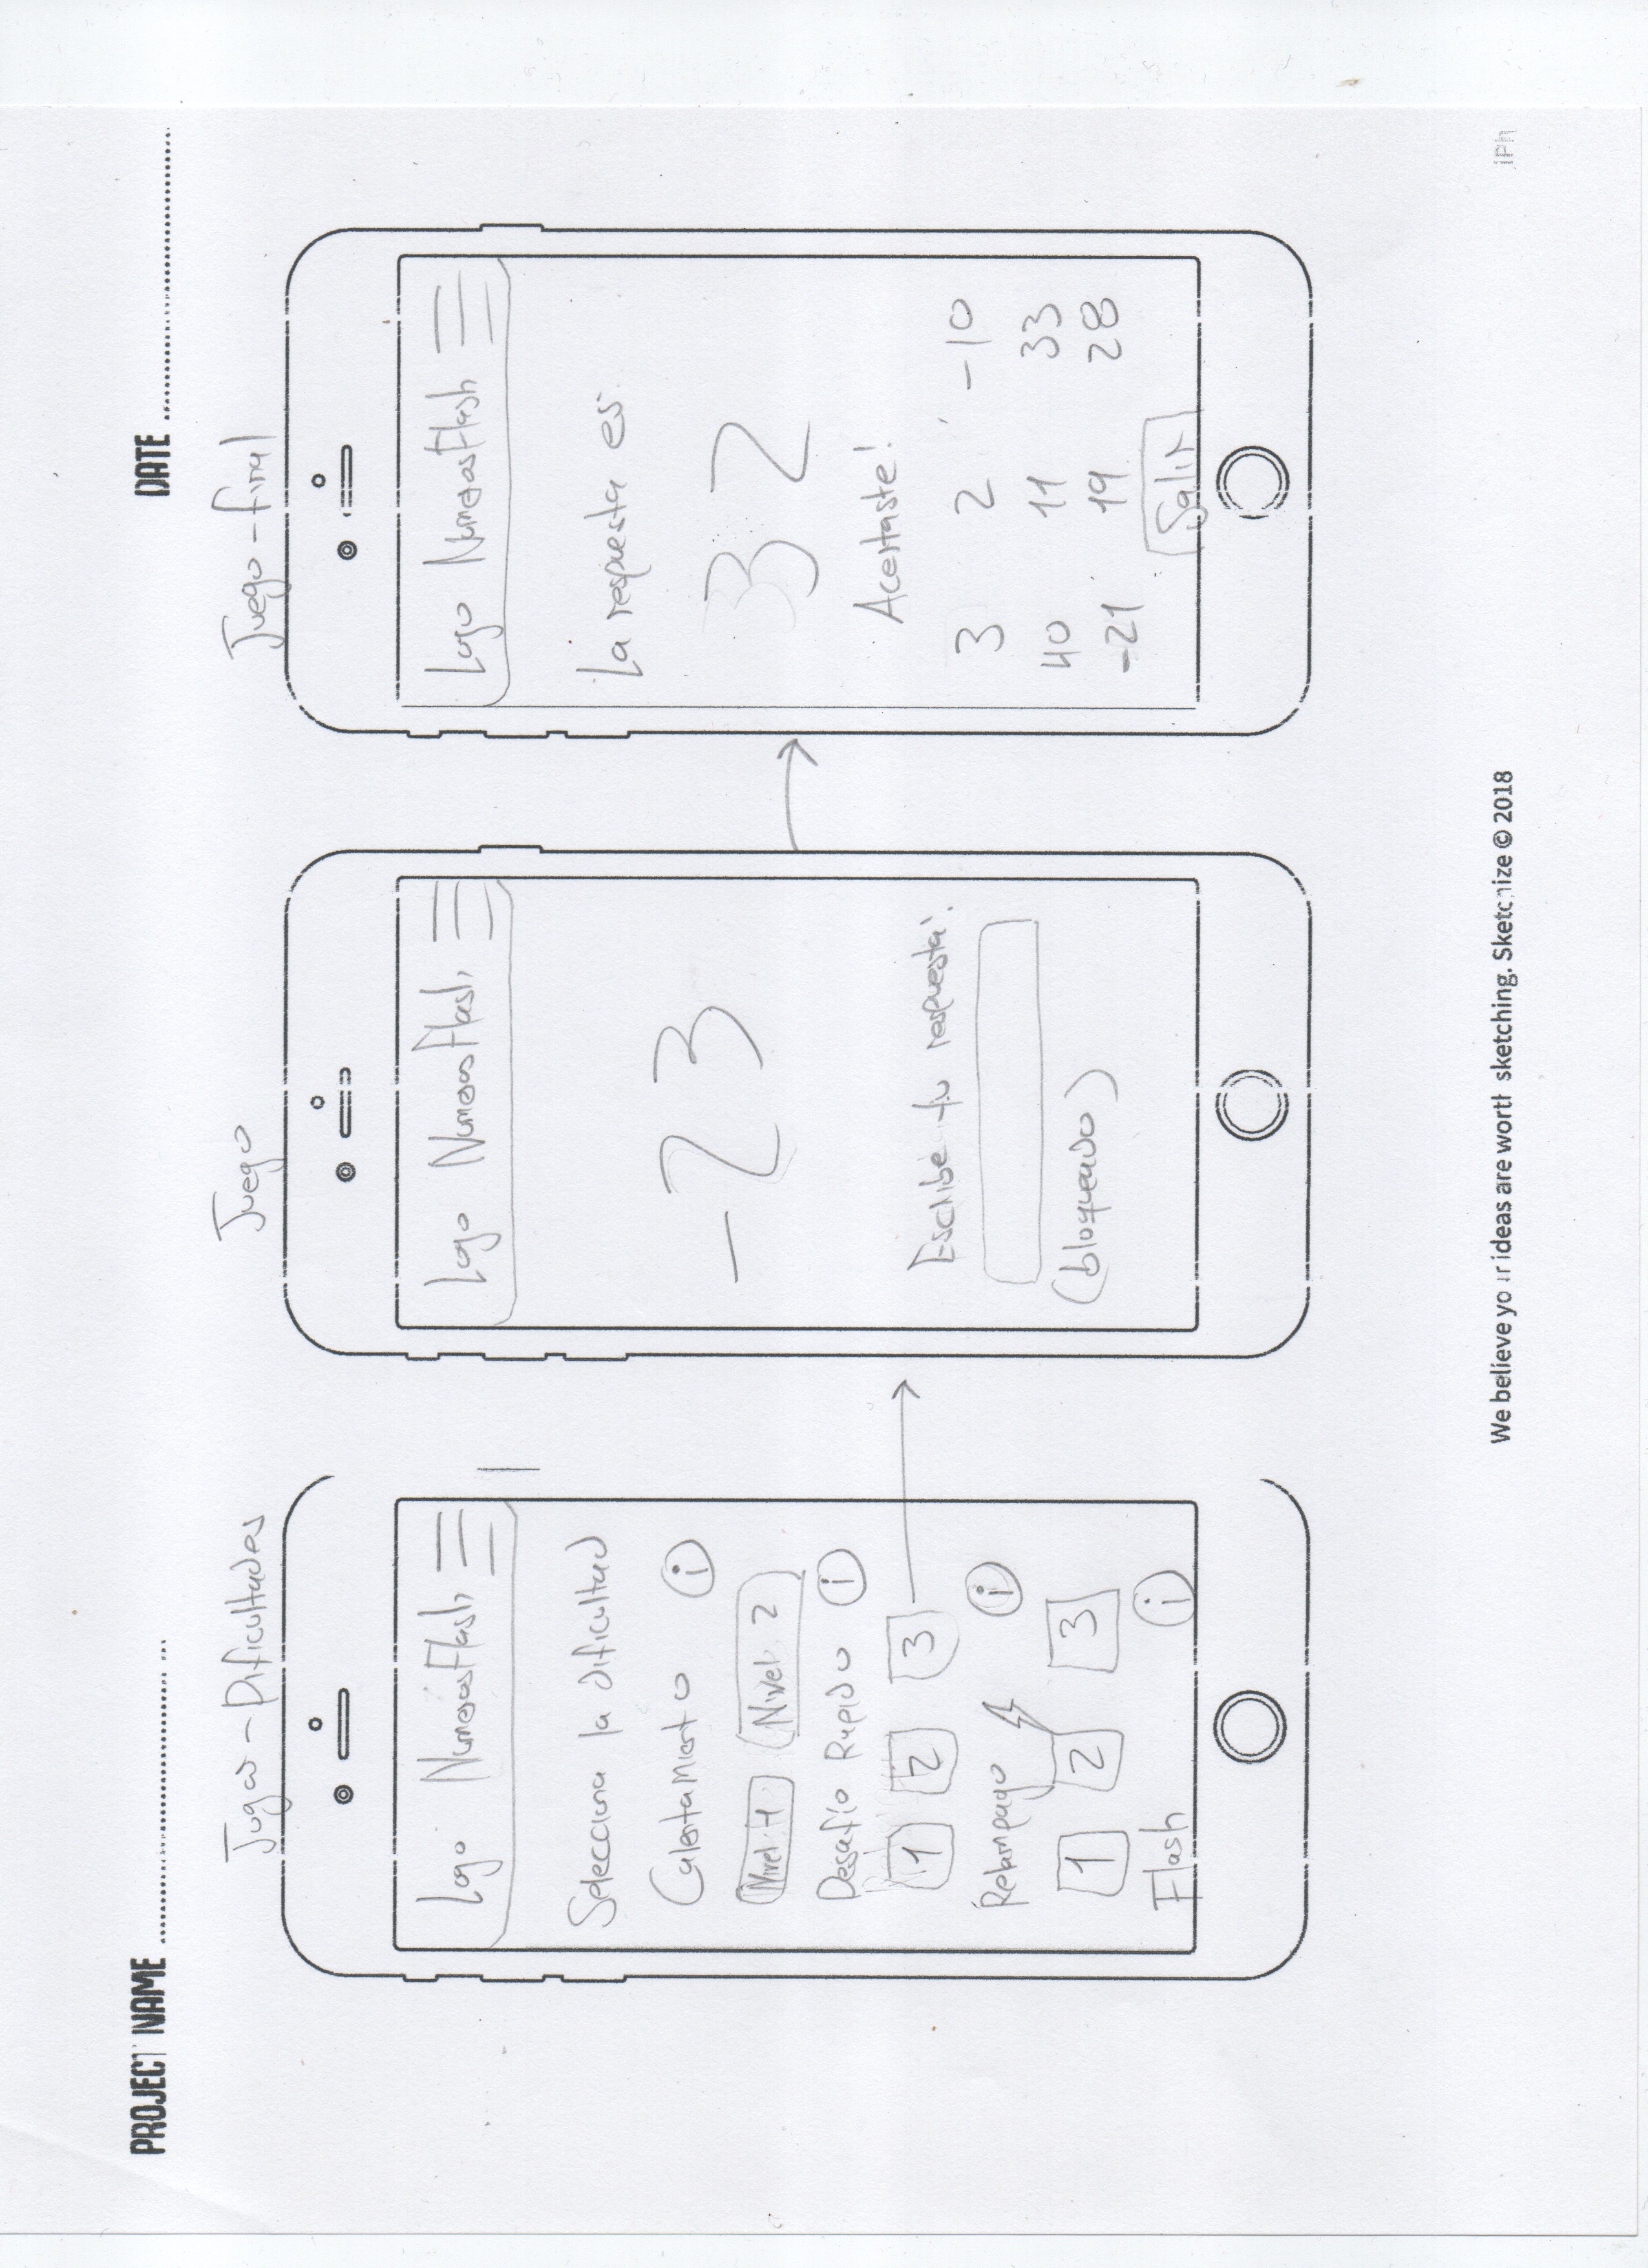 PROJECT NAME
DATE
Jugar - Dificultades
Logo NumerosFlash
Selecciona la dificultad
Calentamiento i
Nivel 1 Nivel 2
Desafío Rapido i
1 2 3
Relampago i
1 2 3
Flash i
Juego
Logo NumerosFlash
-23
Escribe tu respuesta!
(bloqueado)
Juego - final
Logo NumerosFlash
La respuesta es:
32
Acertaste!
3 2 -10
40 11 33
-21 19 28
Salir
We believe your ideas are worth sketching. Sketchize © 2018
iPh